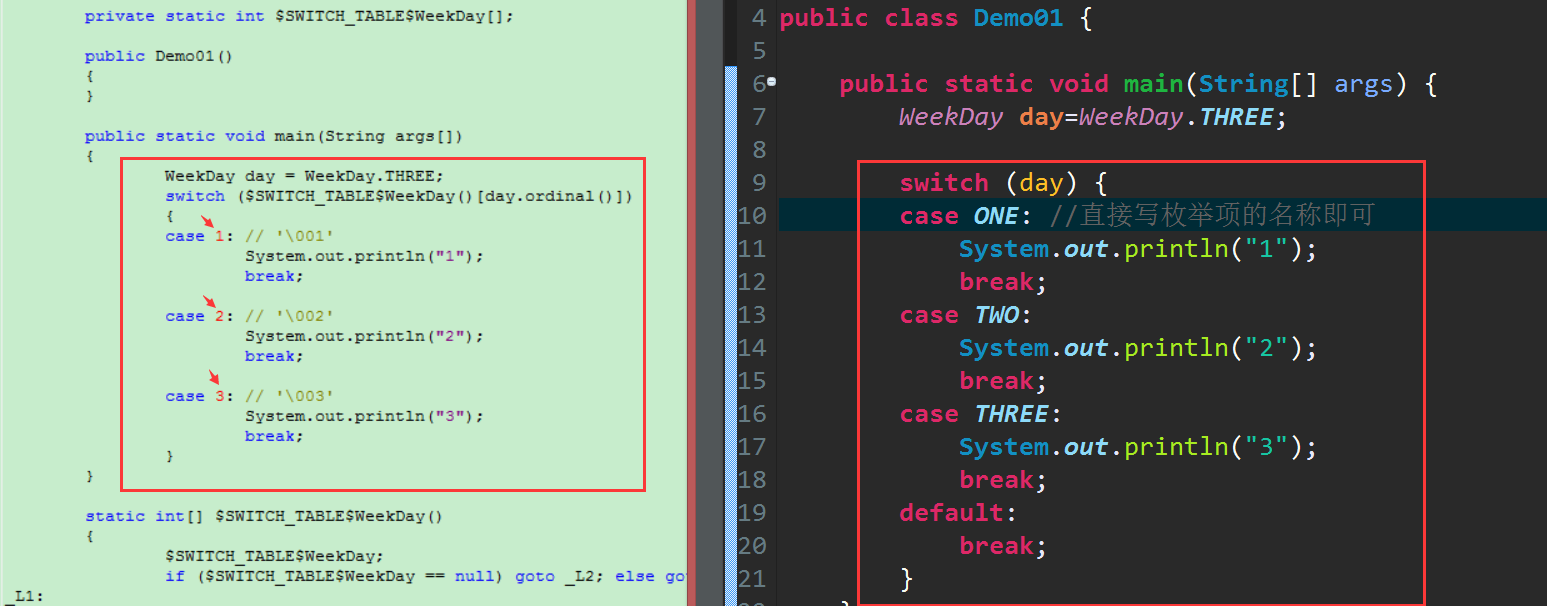 private static int $SWITCH_TABLE$WeekDay[];
public Demo01()
{
}
public static void main(String args[])
{
WeekDay day = WeekDay.THREE;
switch ($SWITCH_TABLE$WeekDay()[day.ordinal()])
{
case 1: // '\001'
System.out.println("1");
break;
case 2: // '\002'
System.out.println("2");
break;
case 3: // '\003'
System.out.println("3");
break;
}
}
static int[] $SWITCH_TABLE$WeekDay()
{
$SWITCH_TABLE$WeekDay;
if ($SWITCH_TABLE$WeekDay == null) goto _L2; else go
_L1:
4 public class Demo01 {
5
6 public static void main(String[] args) {
7 WeekDay day=WeekDay.THREE;
8
9 switch (day) {
10 case ONE: //直接写枚举项的名称即可
11 System.out.println("1");
12 break;
13 case TWO:
14 System.out.println("2");
15 break;
16 case THREE:
17 System.out.println("3");
18 break;
19 default:
20 break;
21 }